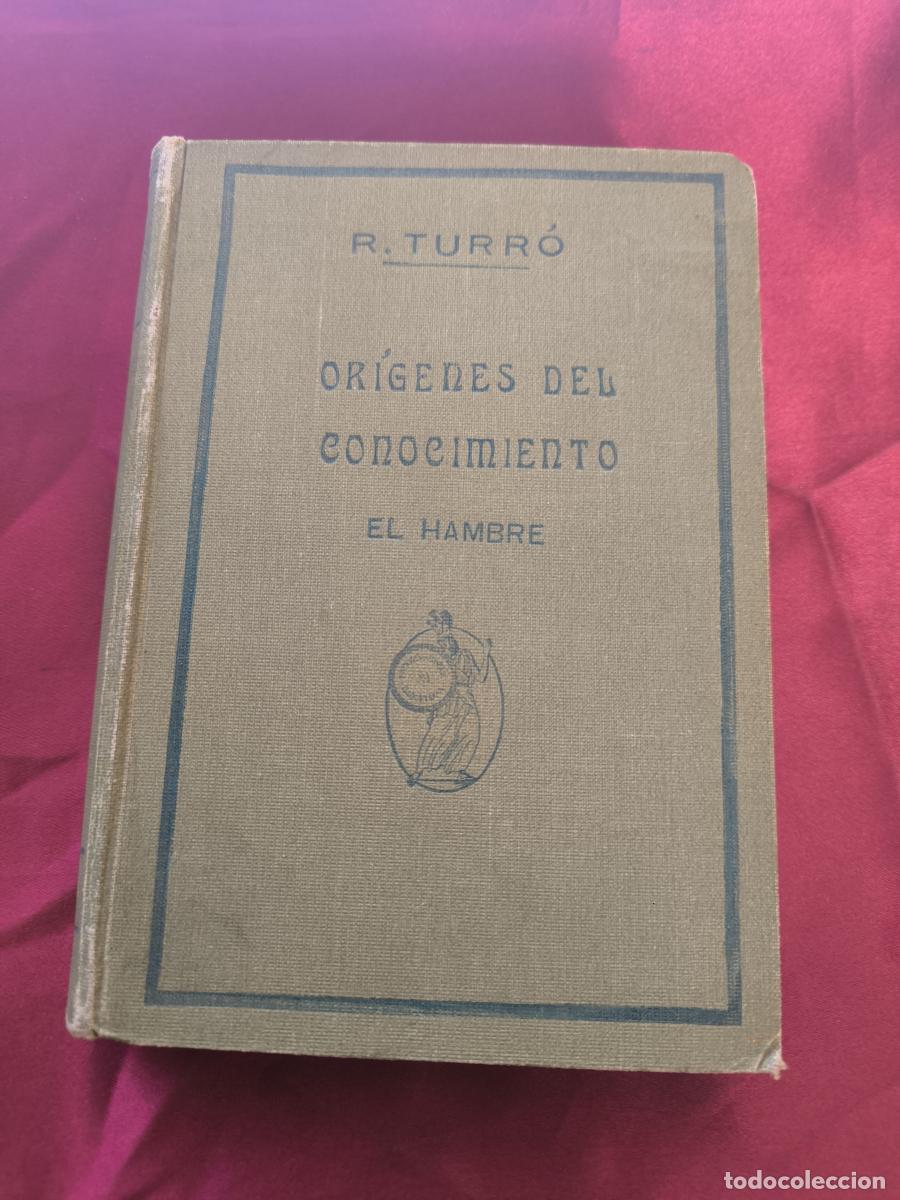 R. TURRÓ
ORÍGENES DEL
CONOCIMIENTO
EL HAMBRE
todocoleccion